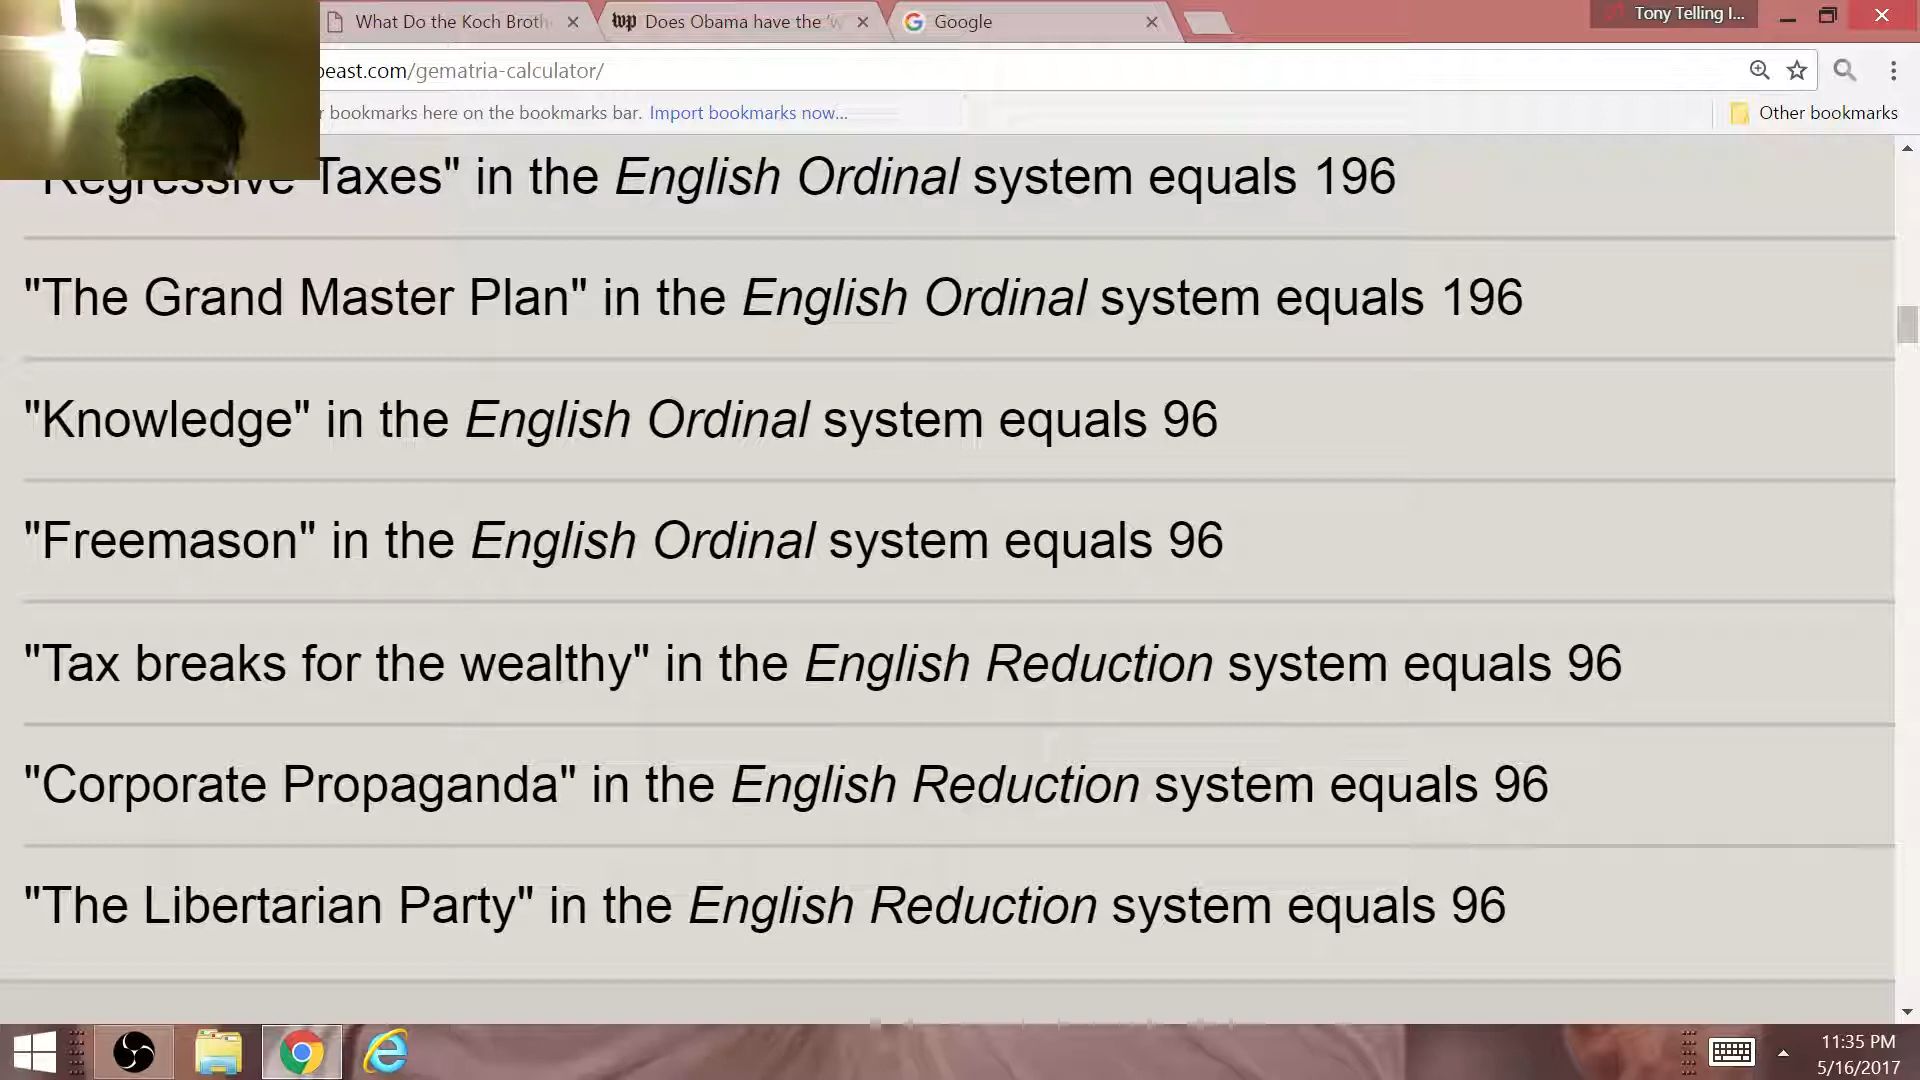 What Do the Koch Broth
wp Does Obama have the 'w
Google
Tony Telling I...
beast.com/gematria-calculator/
r bookmarks here on the bookmarks bar. Import bookmarks now...
Other bookmarks
"Regressive Taxes" in the English Ordinal system equals 196
"The Grand Master Plan" in the English Ordinal system equals 196
"Knowledge" in the English Ordinal system equals 96
"Freemason" in the English Ordinal system equals 96
"Tax breaks for the wealthy" in the English Reduction system equals 96
"Corporate Propaganda" in the English Reduction system equals 96
"The Libertarian Party" in the English Reduction system equals 96
11:35 PM
5/16/2017